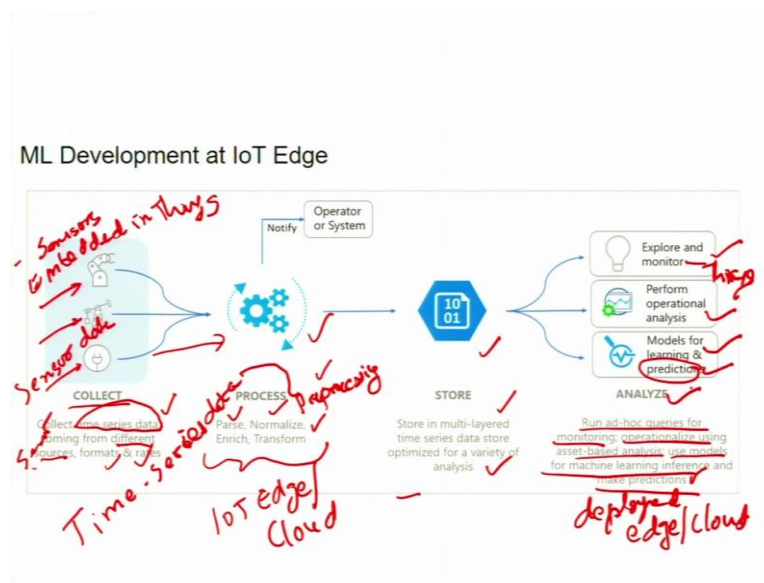 ML Development at IoT Edge
- Sensors
Embedded in Things
Sensor data
Notify
Operator
or System
10
01
Explore and
monitor
things
Perform
operational
analysis
Models for
learning &
prediction
COLLECT
Collect time series data
coming from different
sources, formats & rates
Time-Series data
PROCESS
Preprocessing
Parse, Normalize,
Enrich, Transform
IoT Edge/
Cloud
STORE
Store in multi-layered
time series data store
optimized for a variety of
analysis
ANALYZE
Run ad-hoc queries for
monitoring; operationalize using
asset-based analysis; use models
for machine learning inference and
make predictions
deployed
edge/Cloud